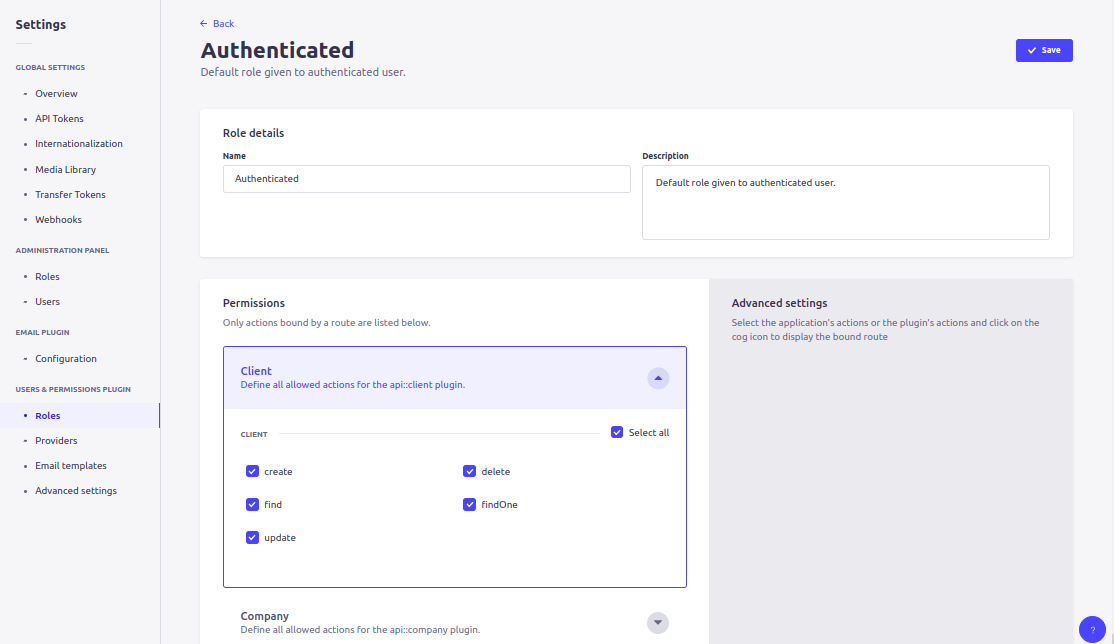 Settings
GLOBAL SETTINGS
Overview
API Tokens
Internationalization
Media Library
Transfer Tokens
Webhooks
ADMINISTRATION PANEL
Roles
Users
EMAIL PLUGIN
Configuration
USERS & PERMISSIONS PLUGIN
Roles
Providers
Email templates
Advanced settings
Back
Authenticated
Default role given to authenticated user.
Save
Role details
Name
Authenticated
Description
Default role given to authenticated user.
Permissions
Only actions bound by a route are listed below.
Client
Define all allowed actions for the api::client plugin.
CLIENT
Select all
create
delete
find
findOne
update
Company
Define all allowed actions for the api::company plugin.
Advanced settings
Select the application's actions or the plugin's actions and click on the
cog icon to display the bound route
?